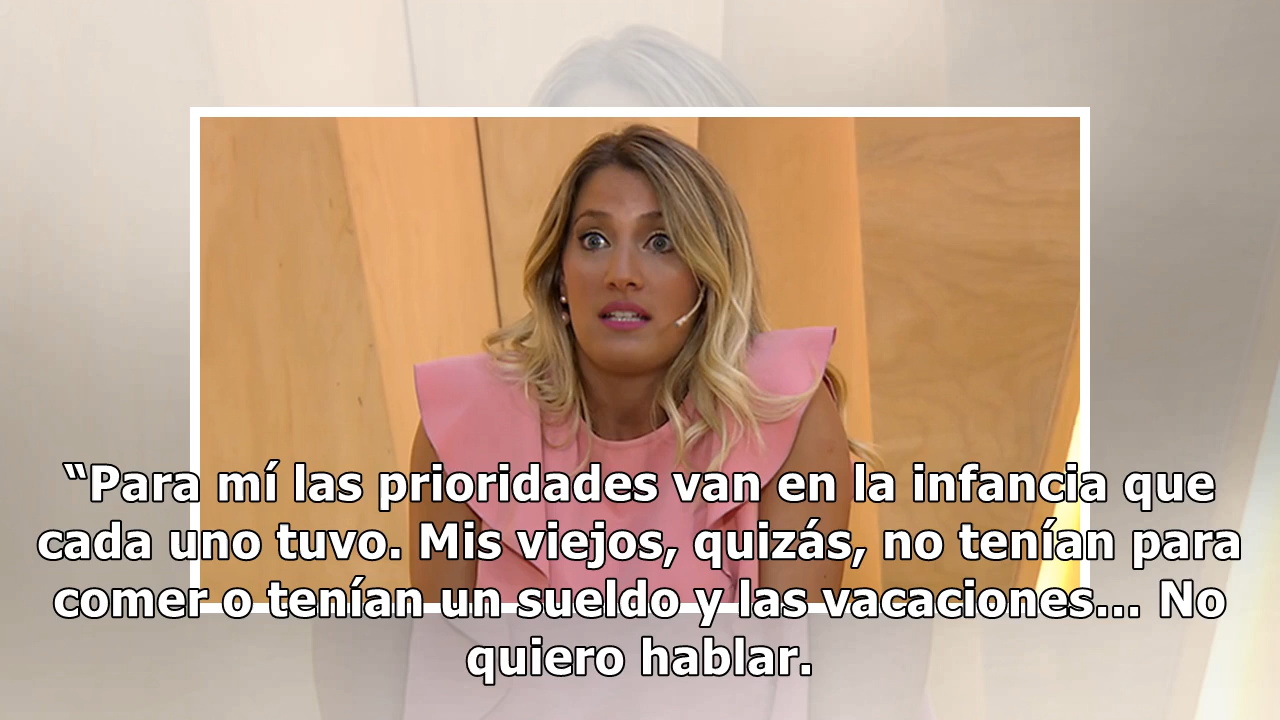 “Para mí las prioridades van en la infancia que
cada uno tuvo. Mis viejos, quizás, no tenían para
comer o tenían un sueldo y las vacaciones... No
quiero hablar.